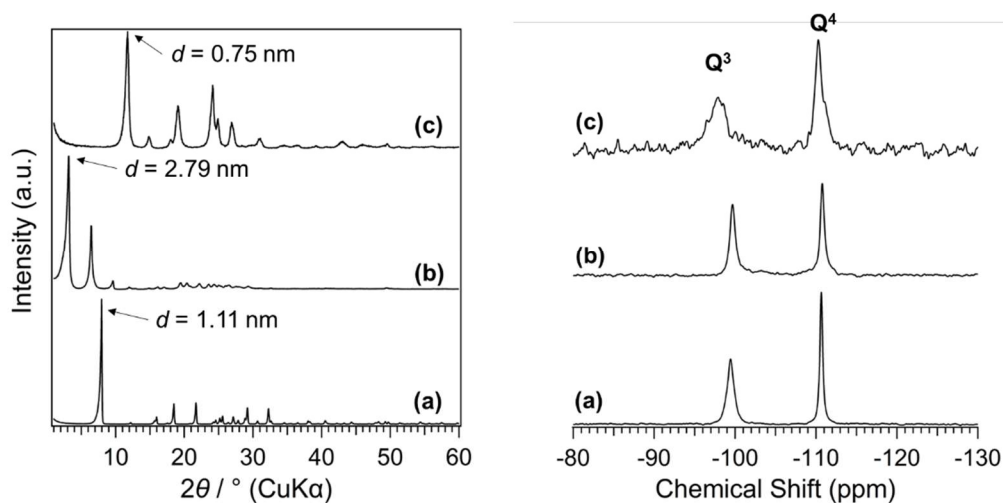 d = 0.75 nm
(c)
d = 2.79 nm
(b)
d = 1.11 nm
(a)
Intensity (a.u.)
10 20 30 40 50 60
2θ / ° (CuKα)
Q⁴
Q³
(c)
(b)
(a)
-80 -90 -100 -110 -120 -130
Chemical Shift (ppm)